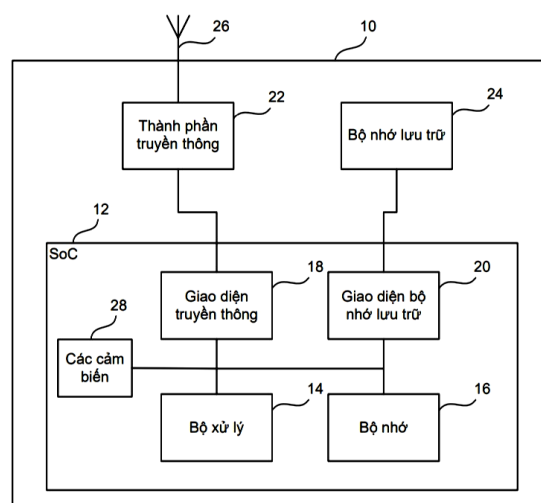 26
10
22
24
Thành phần
truyền thông
Bộ nhớ lưu trữ
12
SoC
18
20
Giao diện
truyền thông
Giao diện bộ
nhớ lưu trữ
28
Các cảm
biến
14
16
Bộ xử lý
Bộ nhớ